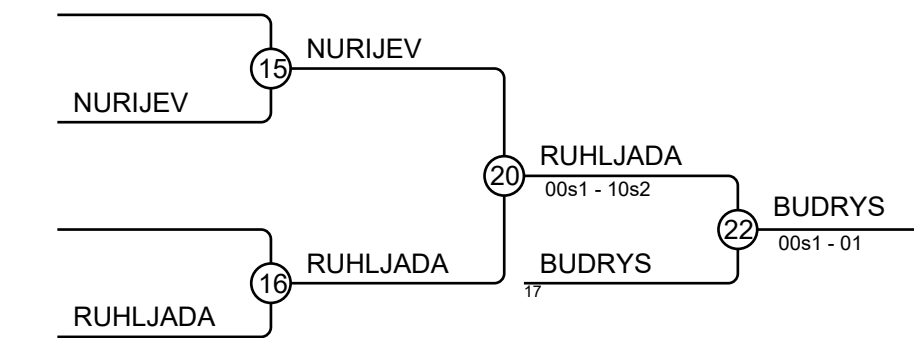 NURIJEV
15
NURIJEV
RUHLJADA
20
00s1 - 10s2
BUDRYS
22
00s1 - 01
RUHLJADA
16
BUDRYS
17
RUHLJADA